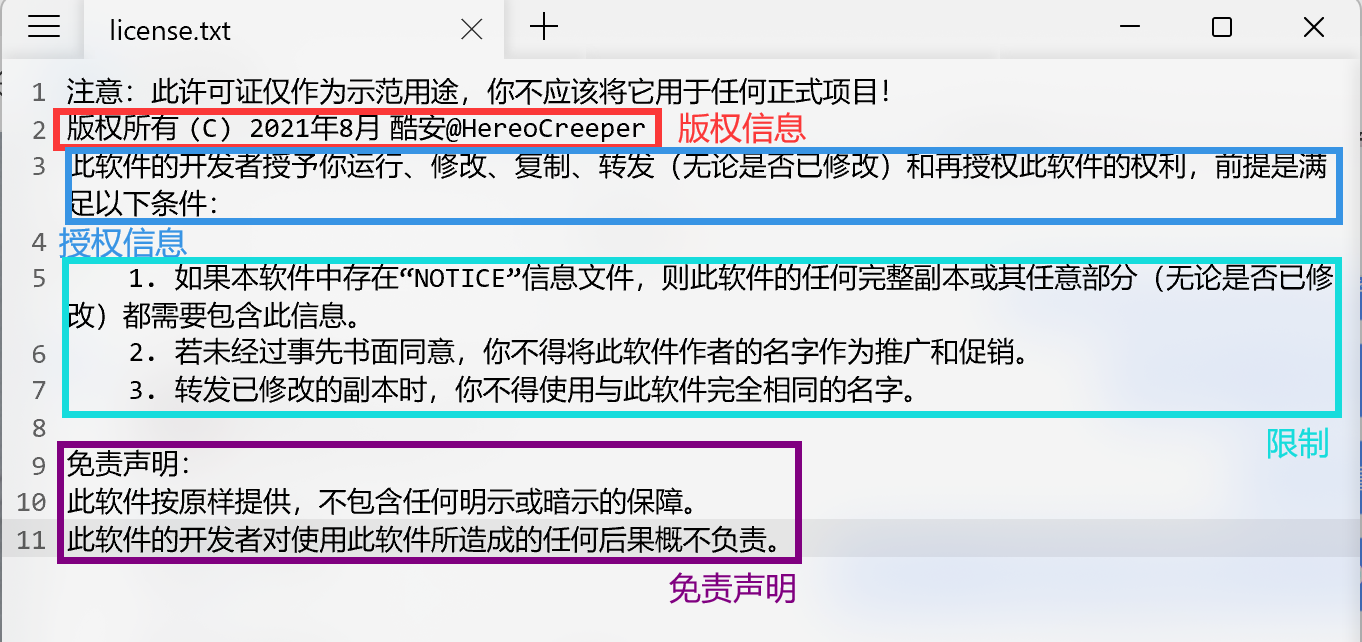 license.txt
1 注意：此许可证仅作为示范用途，你不应该将它用于任何正式项目！
2 版权所有（C）2021年8月 酷安@HereoCreeper 版权信息
3 此软件的开发者授予你运行、修改、复制、转发（无论是否已修改）和再授权此软件的权利，前提是满
足以下条件：
4 授权信息
5 1. 如果本软件中存在“NOTICE”信息文件，则此软件的任何完整副本或其任意部分（无论是否已修
改）都需要包含此信息。
6 2. 若未经过事先书面同意，你不得将此软件作者的名字作为推广和促销。
7 3. 转发已修改的副本时，你不得使用与此软件完全相同的名字。
8
限制
9 免责声明：
10 此软件按原样提供，不包含任何明示或暗示的保障。
11 此软件的开发者对使用此软件所造成的任何后果概不负责。
免责声明